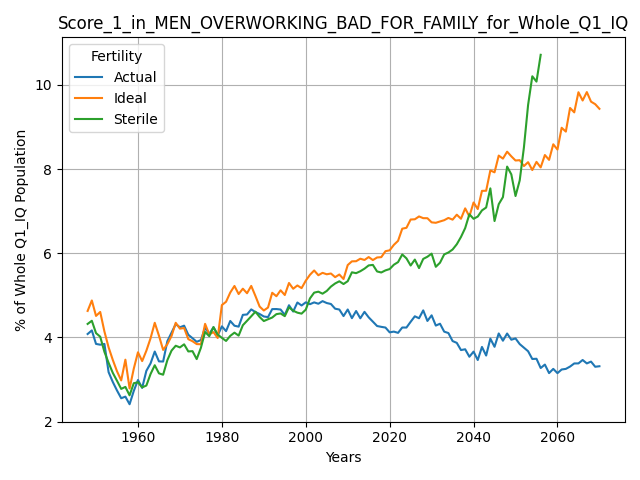 Score_1_in_MEN_OVERWORKING_BAD_FOR_FAMILY_for_Whole_Q1_IQ
Fertility
Actual
Ideal
Sterile
% of Whole Q1_IQ Population
10
8
6
4
2
1960
1980
2000
2020
2040
2060
Years